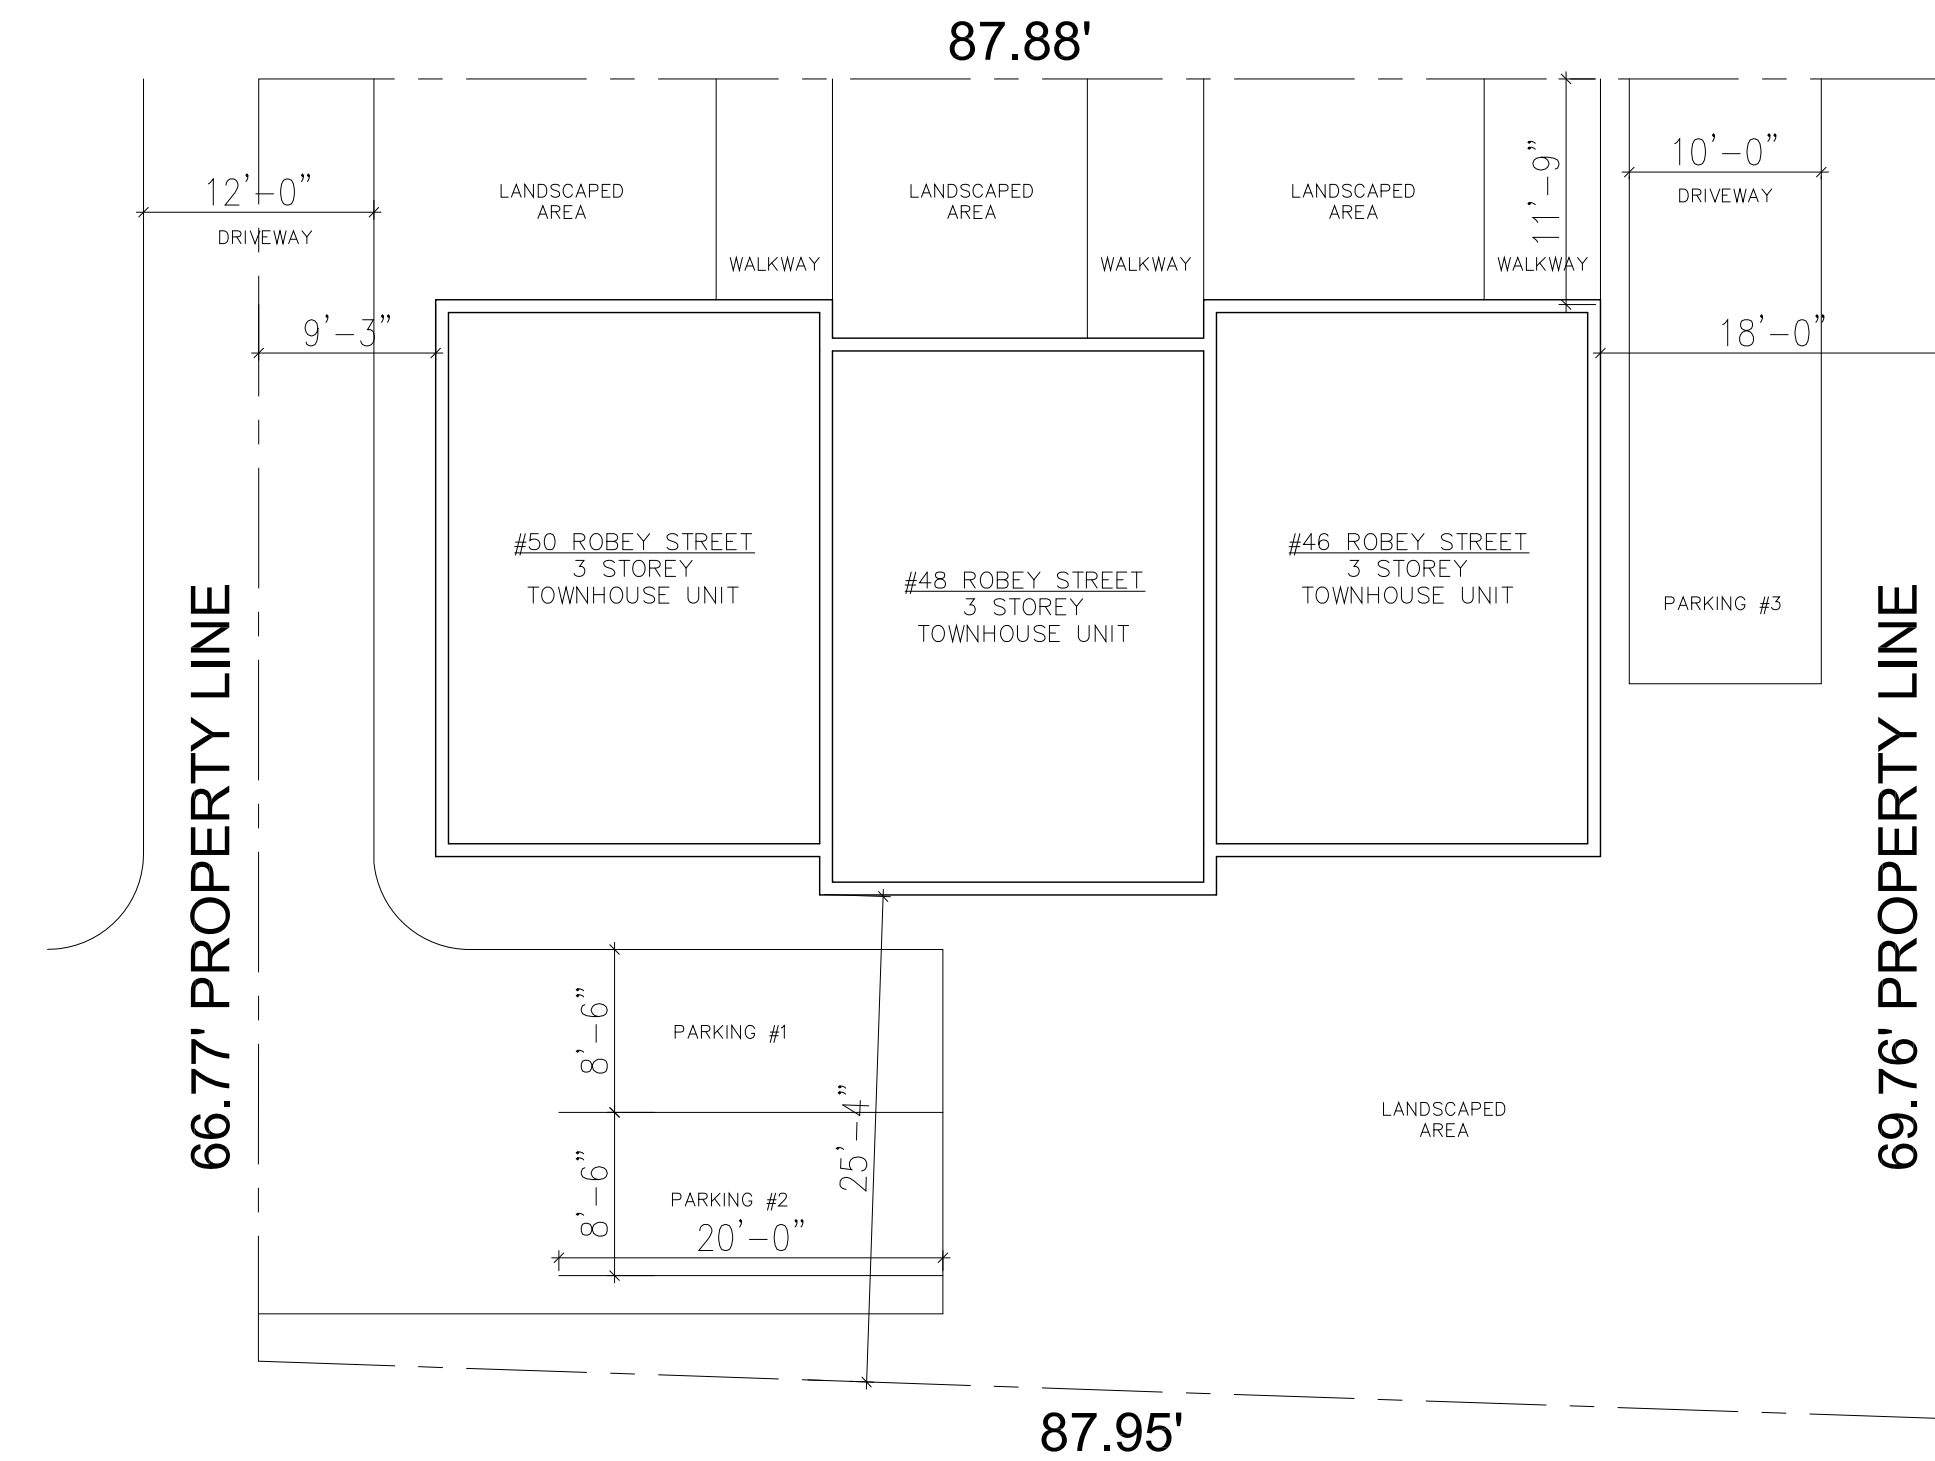 87.88'
12'-0"
DRIVEWAY
LANDSCAPED
AREA
WALKWAY
LANDSCAPED
AREA
WALKWAY
LANDSCAPED
AREA
WALKWAY
11'-9"
10'-0"
DRIVEWAY
9'-3"
18'-0"
#50 ROBEY STREET
3 STOREY
TOWNHOUSE UNIT
#48 ROBEY STREET
3 STOREY
TOWNHOUSE UNIT
#46 ROBEY STREET
3 STOREY
TOWNHOUSE UNIT
PARKING #3
66.77' PROPERTY LINE
69.76' PROPERTY LINE
8'-6"
PARKING #1
25'-4"
8'-6"
PARKING #2
20'-0"
LANDSCAPED
AREA
87.95'